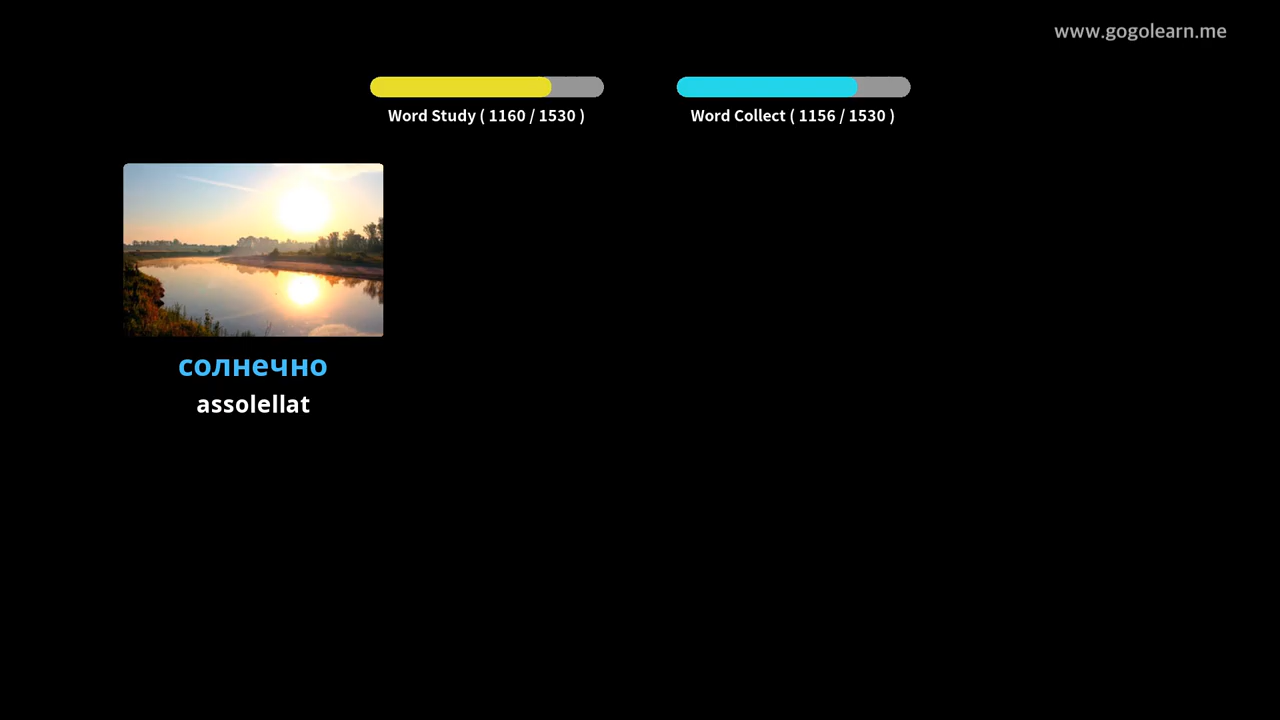 www.gogolearn.me
Word Study ( 1160 / 1530 )
Word Collect ( 1156 / 1530 )
солнечно
assolellat